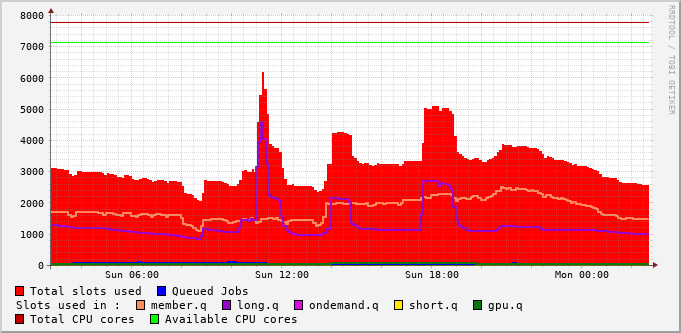 RRDTOOL / TOBI OETIKER
8000
7000
6000
5000
4000
3000
2000
1000
0
Sun 06:00 Sun 12:00 Sun 18:00 Mon 00:00
Total slots used Queued Jobs
Slots used in : member.q long.q ondemand.q short.q gpu.q
Total CPU cores Available CPU cores